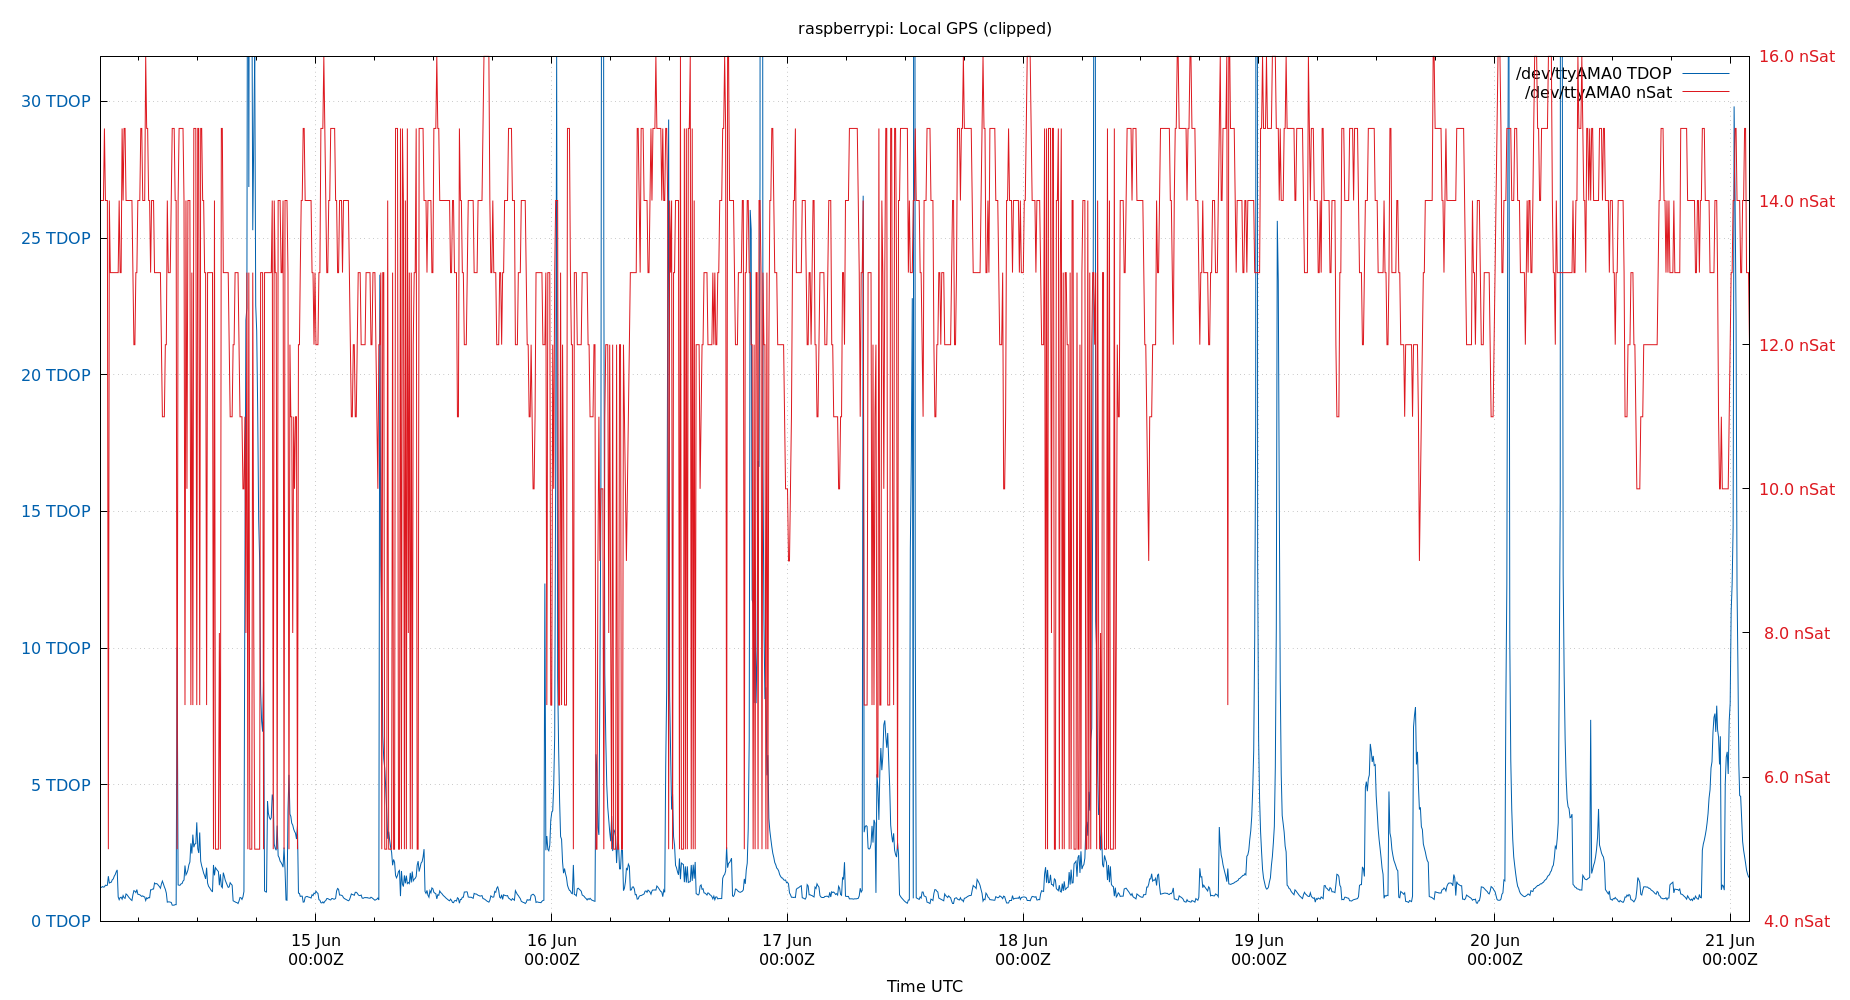 raspberrypi: Local GPS (clipped)
16.0 nSat
/dev/ttyAMA0 TDOP
/dev/ttyAMA0 nSat
30 TDOP
14.0 nSat
25 TDOP
12.0 nSat
20 TDOP
10.0 nSat
15 TDOP
8.0 nSat
10 TDOP
6.0 nSat
5 TDOP
4.0 nSat
0 TDOP
15 Jun 16 Jun 17 Jun 18 Jun 19 Jun 20 Jun 21 Jun
00:00Z 00:00Z 00:00Z 00:00Z 00:00Z 00:00Z 00:00Z
Time UTC